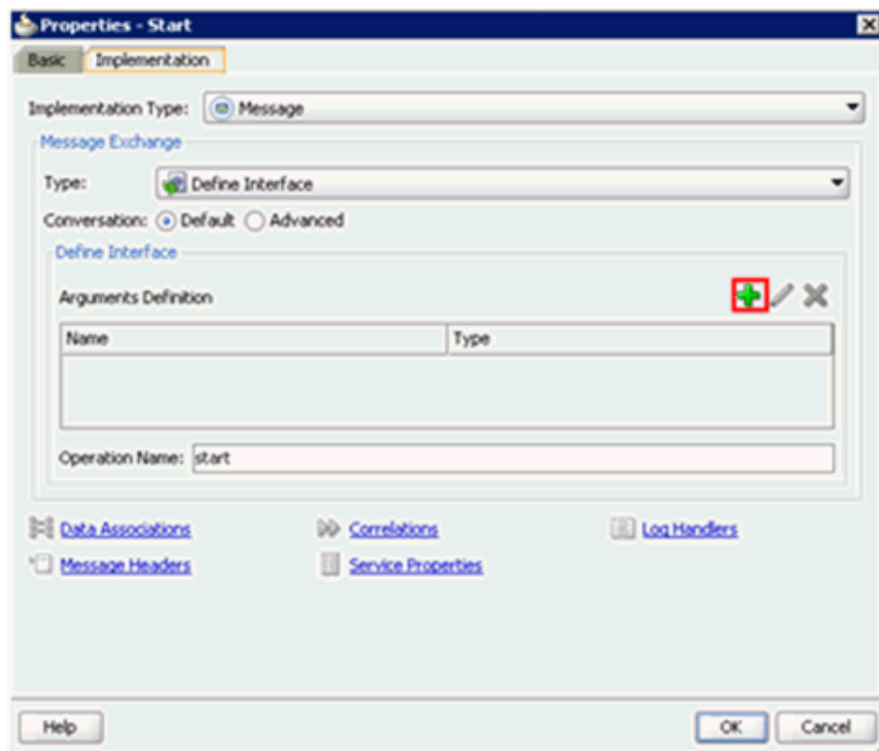 Properties - Start
Basic Implementation
Implementation Type: Message
Message Exchange
Type: Define Interface
Conversation: Default Advanced
Define Interface
Arguments Definition
Name Type
Operation Name: start
Data Associations Correlations Log Handlers
Message Headers Service Properties
Help OK Cancel